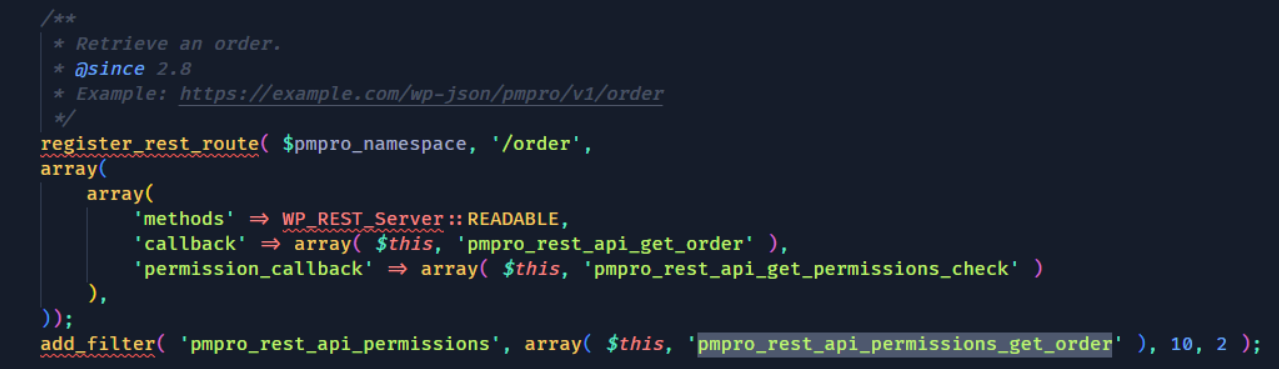 /**
 * Retrieve an order.
 * @since 2.8
 * Example: https://example.com/wp-json/pmpro/v1/order
 */
register_rest_route( $pmpro_namespace, '/order',
array(
    array(
        'methods' => WP_REST_Server::READABLE,
        'callback' => array( $this, 'pmpro_rest_api_get_order' ),
        'permission_callback' => array( $this, 'pmpro_rest_api_get_permissions_check' )
    ),
));
add_filter( 'pmpro_rest_api_permissions', array( $this, 'pmpro_rest_api_permissions_get_order' ), 10, 2 );